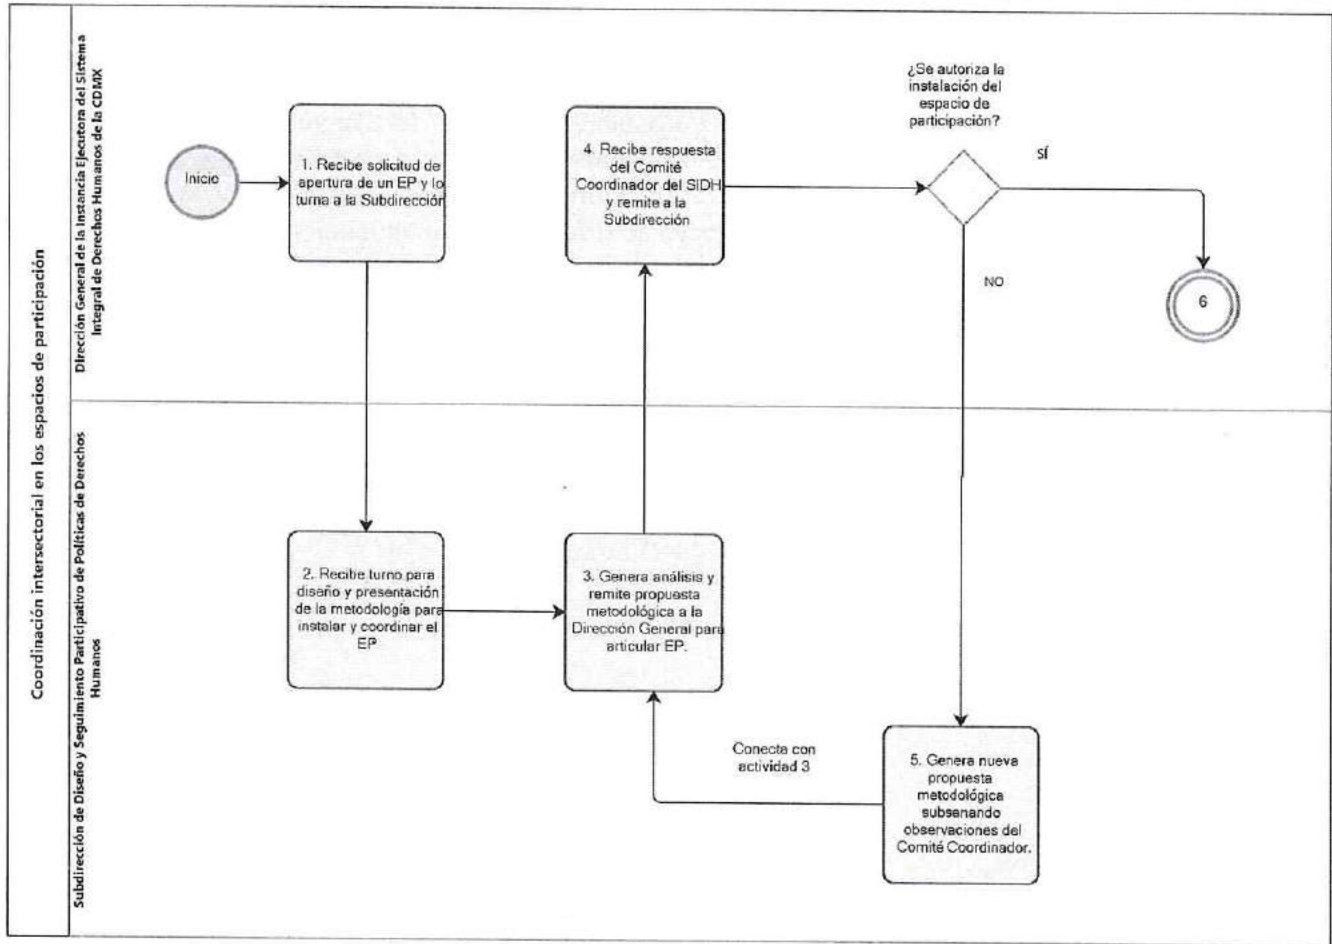 Coordinación intersectorial en los espacios de participación
Dirección General de la Instancia Ejecutora del Sistema
Integral de Derechos Humanos de la CDMX
Inicio
1. Recibe solicitud de
apertura de un EP y lo
turna a la Subdirección
4. Recibe respuesta
del Comité
Coordinador del SIDH
y remite a la
Subdirección
¿Se autoriza la
instalación del
espacio de
participación?
SÍ
NO
6
Subdirección de Diseño y Seguimiento Participativo de Políticas de Derechos
Humanos
2. Recibe turno para
diseño y presentación
de la metodología para
instalar y coordinar el
EP
3. Genera análisis y
remite propuesta
metodológica a la
Dirección General para
articular EP.
Conecta con
actividad 3
5. Genera nueva
propuesta
metodológica
subsenando
observaciones del
Comité Coordinador.